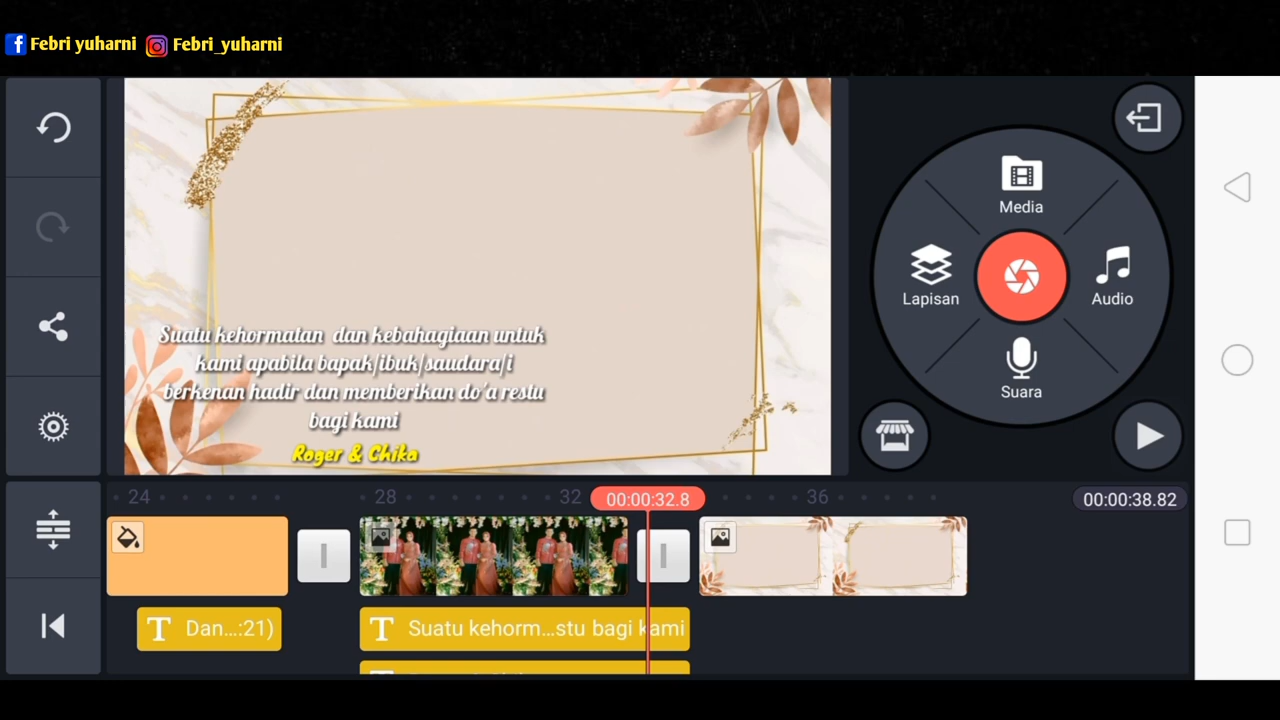 Febri yuharni Febri_yuharni
Suatu kehormatan dan kebahagiaan untuk
kami apabila bapak/ibuk/saudara/i
berkenan hadir dan memberikan do'a restu
bagi kami
Roger & Chika
Media
Lapisan
Audio
Suara
24 28 32 00:00:32.8 36 00:00:38.82
T Dan...:21)
T Suatu kehorm...stu bagi kami